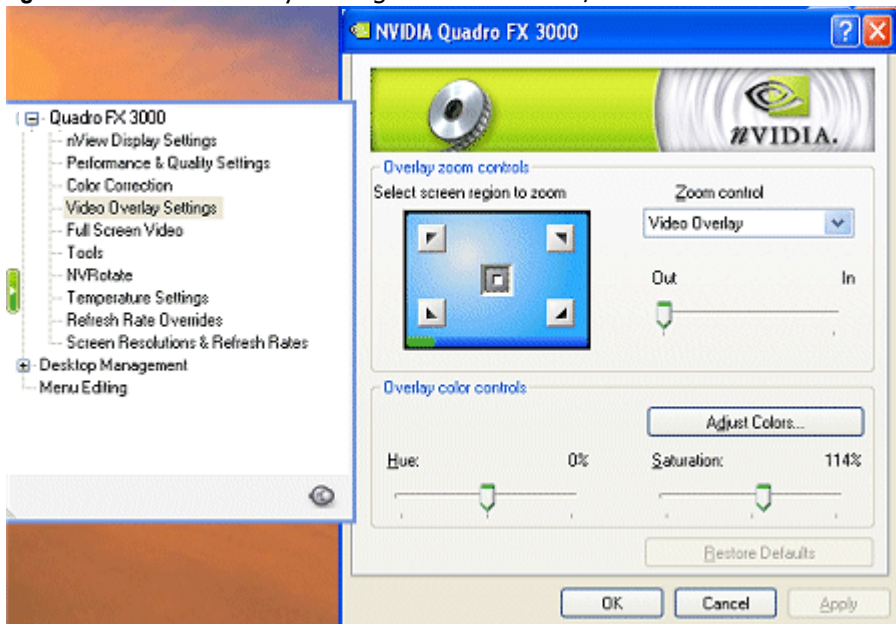 NVIDIA Quadro FX 3000
Quadro FX 3000
nView Display Settings
Performance & Quality Settings
Color Correction
Video Overlay Settings
Full Screen Video
Tools
NVRotate
Temperature Settings
Refresh Rate Overrides
Screen Resolutions & Refresh Rates
Desktop Management
Menu Editing
nVIDIA.
Overlay zoom controls
Select screen region to zoom
Zoom control
Video Overlay
Out In
Overlay color controls
Adjust Colors...
Hue: 0% Saturation: 114%
Restore Defaults
OK Cancel Apply